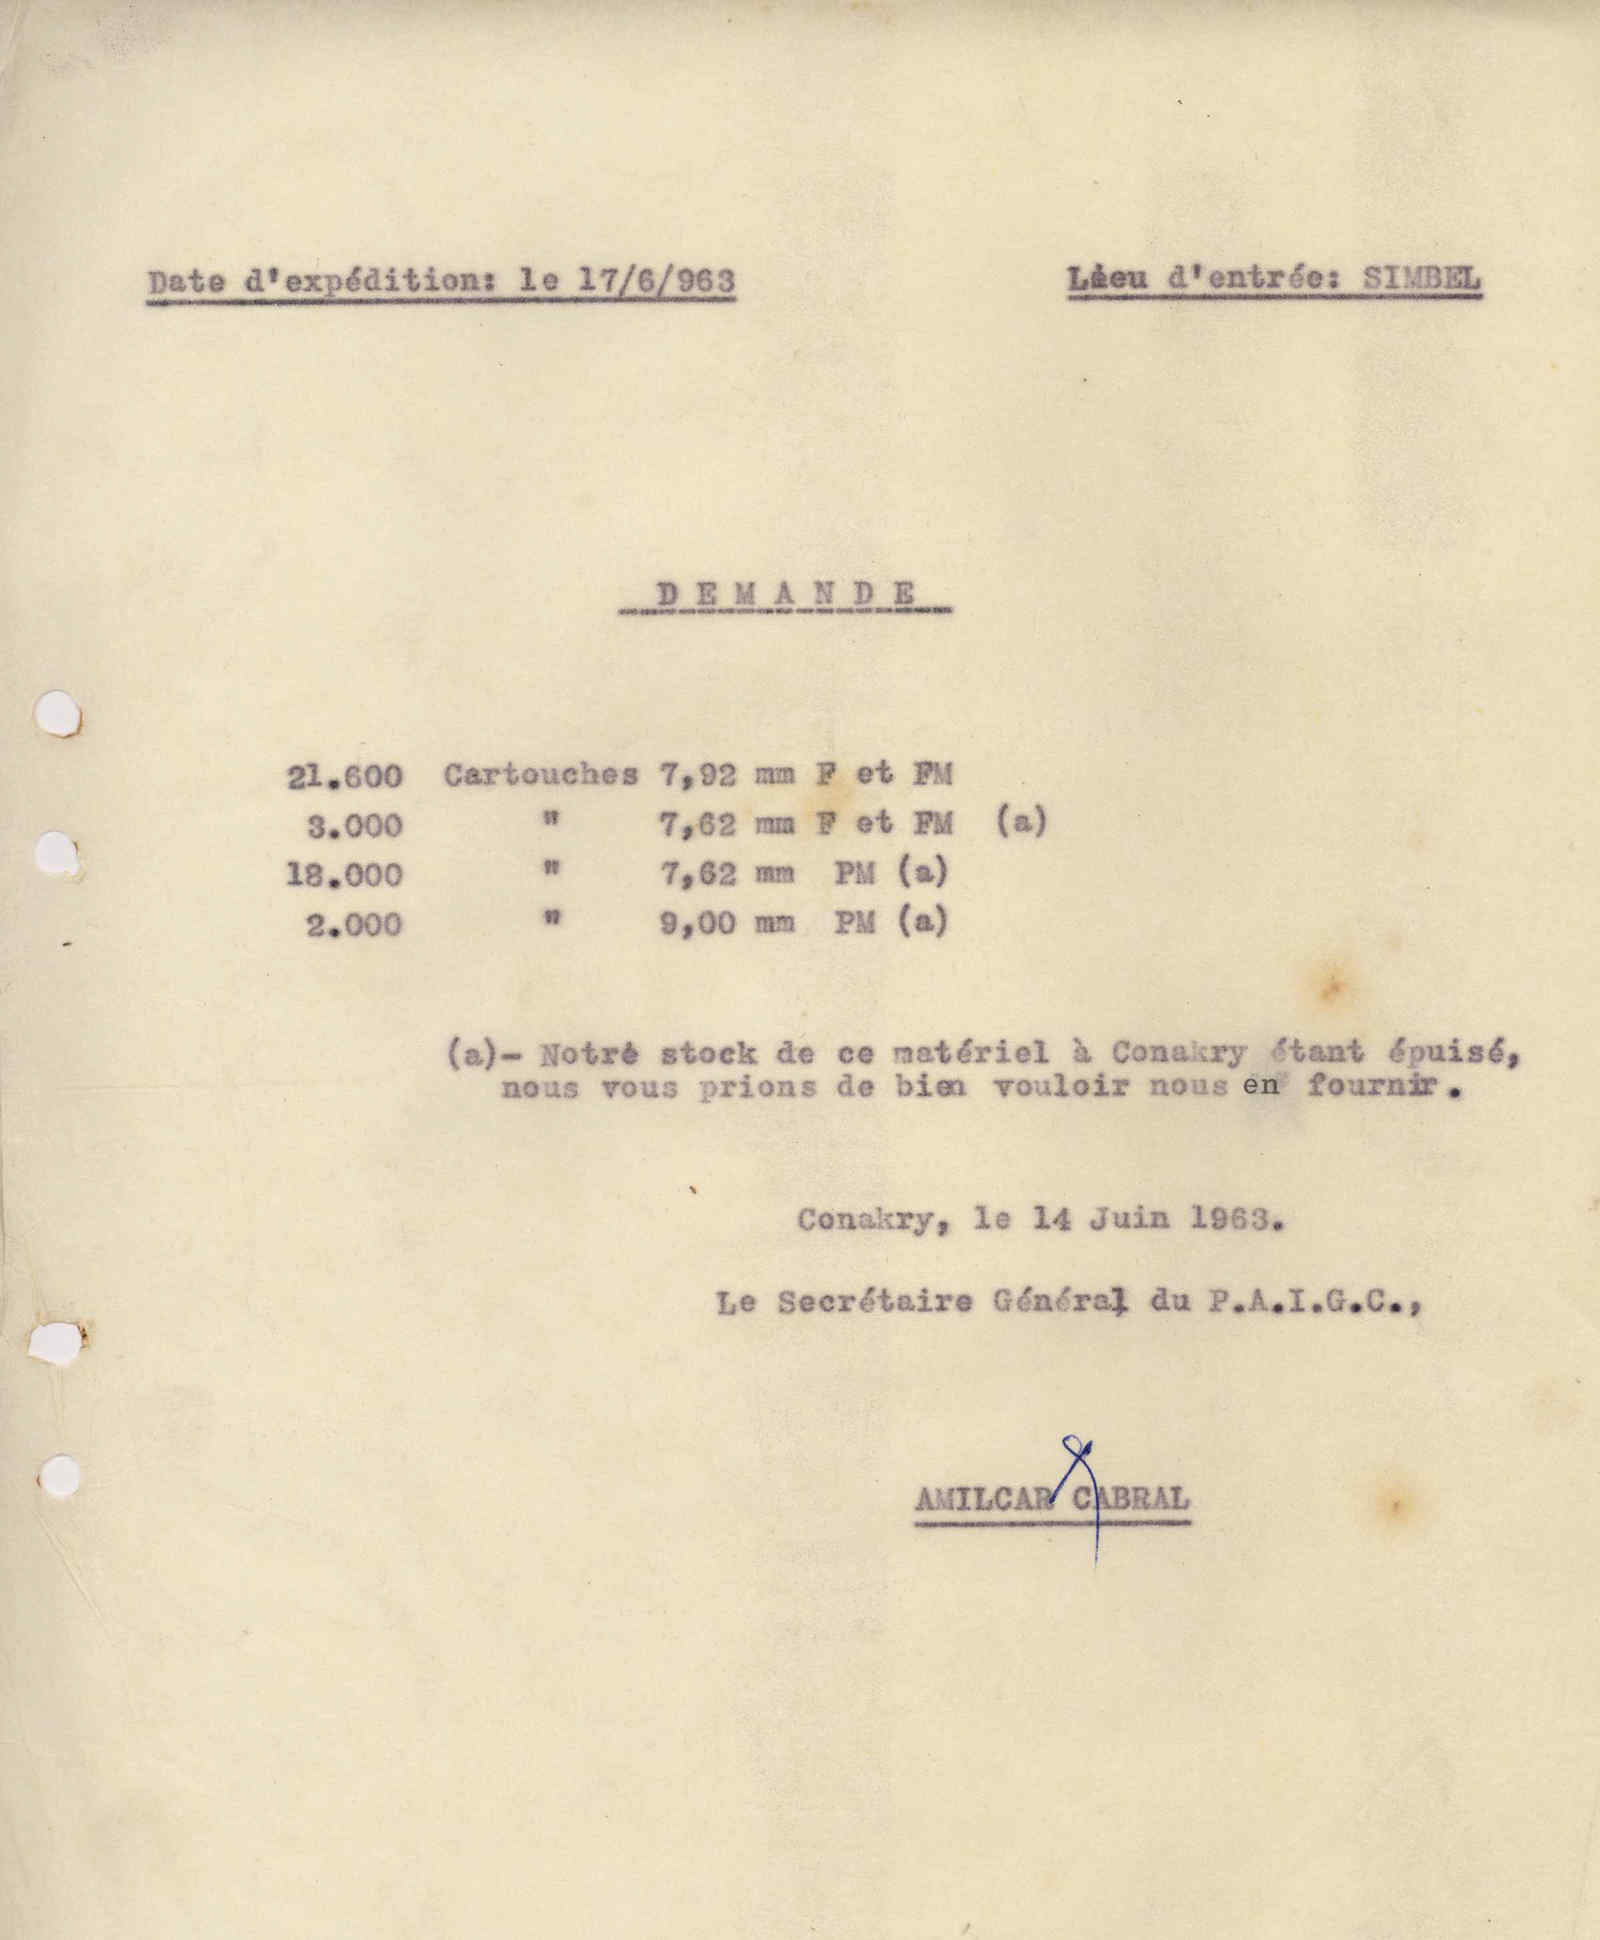 Date d'expédition: le 17/6/963
Lieu d'entrée: SIMBEL
D E M A N D E
21.600 Cartouches 7,92 mm F et FM
3.000 " 7,62 mm F et FM (a)
18.000 " 7,62 mm PM (a)
2.000 " 9,00 mm PM (a)
(a)- Notre stock de ce matériel à Conakry étant épuisé,
nous vous prions de bien vouloir nous en fournir.
Conakry, le 14 Juin 1963.
Le Secrétaire Général du P.A.I.G.C.,
AMILCAR CABRAL